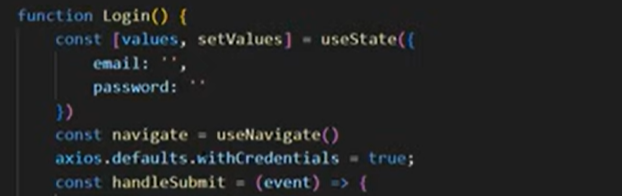 function Login() {
const [values, setValues] = useState({
email: '',
password: ''
})
const navigate = useNavigate()
axios.defaults.withCredentials = true;
const handleSubmit = (event) => {